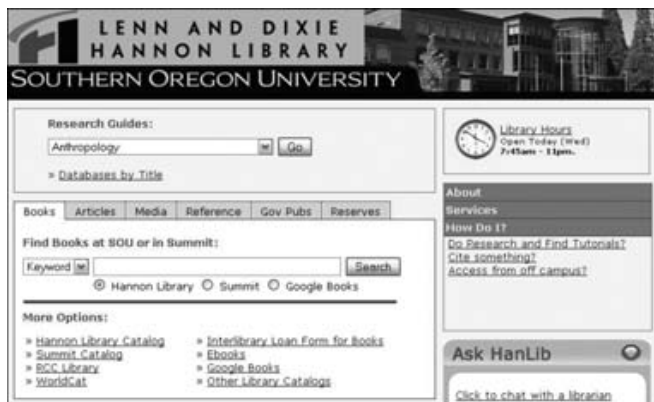 LENN AND DIXIE
HANNON LIBRARY
SOUTHERN OREGON UNIVERSITY
Research Guides:
Anthropology
Go
» Databases by Title
Books Articles Media Reference Gov Pubs Reserves
Find Books at SOU or in Summit:
Keyword Search
Hannon Library Summit Google Books
More Options:
» Hannon Library Catalog » Interlibrary Loan Form for Books
» Summit Catalog » Ebooks
» RCC Library » Google Books
» WorldCat » Other Library Catalogs
Library Hours
Open Today (Wed)
7:45am - 11pm.
About
Services
How Do I?
Do Research and Find Tutorials?
Cite something?
Access from off campus?
Ask HanLib
Click to chat with a librarian